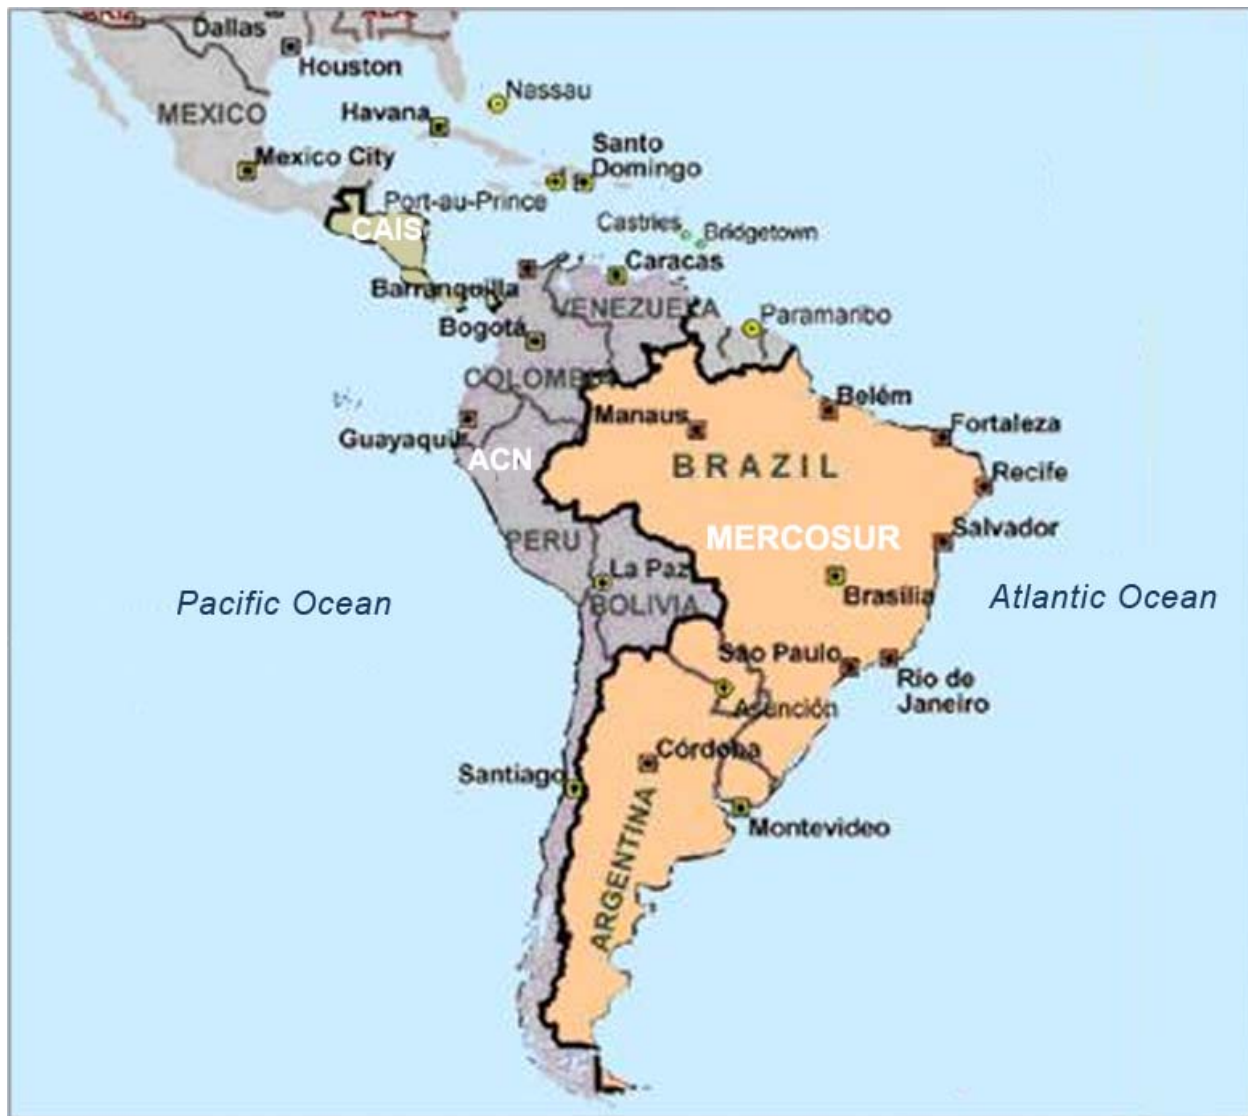 Dallas
Houston
MEXICO
Nassau
Havana
Mexico City
Santo
Domingo
Port-au-Prince
CAIS
Castries
Bridgetown
Caracas
Barranquilla
VENEZUELA
Paramaribo
Bogotá
COLOMBIA
Belém
Manaus
Fortaleza
Guayaquil
ACN
BRAZIL
Recife
PERU
MERCOSUR
Salvador
La Paz
Pacific Ocean
BOLIVIA
Brasilia
Atlantic Ocean
São Paulo
Rio de
Janeiro
Asunción
Córdoba
Santiago
ARGENTINA
Montevideo